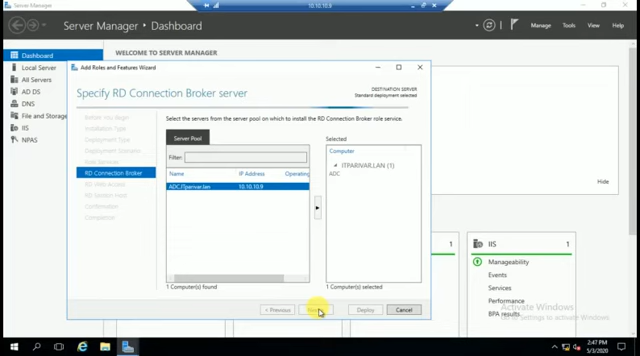 Server Manager
10.10.10.9
Server Manager • Dashboard
Manage Tools View Help
Dashboard
Local Server
All Servers
AD DS
DNS
File and Storage
IIS
NPAS
WELCOME TO SERVER MANAGER
Add Roles and Features Wizard
Specify RD Connection Broker server
DESTINATION SERVER
Standard deployment selected
Before You Begin
Installation Type
Deployment Type
Deployment Scenario
Role Services
RD Connection Broker
RD Web Access
RD Session Host
Confirmation
Completion
Select the servers from the server pool on which to install the RD Connection Broker role service.
Server Pool
Filter:
Name IP Address Operating
ADC.ITparivar.lan 10.10.10.9
1 Computer(s) found
Selected
Computer
ITPARIVAR.LAN (1)
ADC
1 Computer(s) selected
< Previous
Deploy
Cancel
Hide
1
IIS 1
Manageability
Events
Services
Performance
BPA results
Activate Windows
Go to Settings to activate Windows.
2:47 PM
5/3/2020